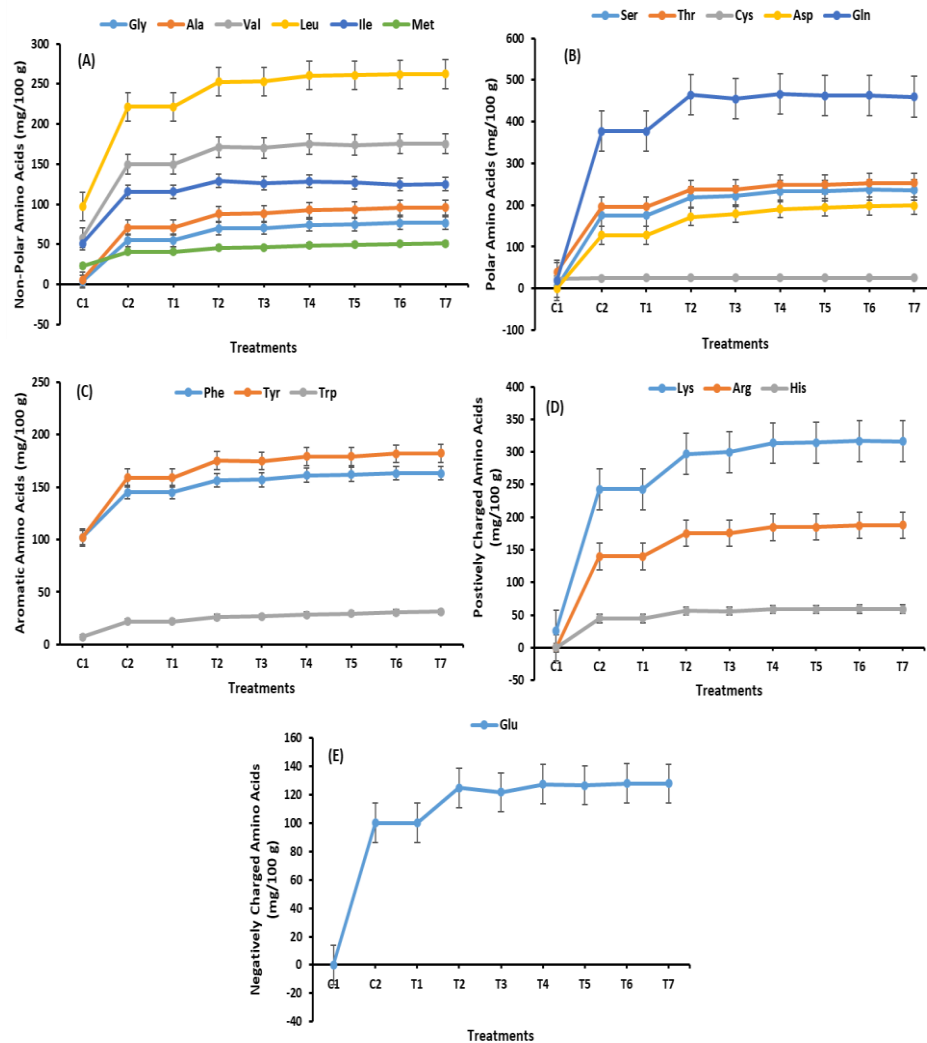 Gly Ala Val Leu Ile Met
(A)
Non-Polar Amino Acids (mg/100 g)
300
250
200
150
100
50
0
-50
C1 C2 T1 T2 T3 T4 T5 T6 T7
Treatments
Ser Thr Cys Asp Gln
(B)
Polar Amino Acids (mg/100 g)
600
500
400
300
200
100
0
-100
C1 C2 T1 T2 T3 T4 T5 T6 T7
Treatments
(C)
Phe Tyr Trp
Aromatic Amino Acids (mg/100 g)
250
200
150
100
50
0
C1 C2 T1 T2 T3 T4 T5 T6 T7
Treatments
Lys Arg His
(D)
Postively Charged Amino Acids
(mg/100 g)
400
350
300
250
200
150
100
50
0
-50
C1 C2 T1 T2 T3 T4 T5 T6 T7
Treatments
Glu
(E)
Negatively Charged Amino Acids
(mg/100 g)
160
140
120
100
80
60
40
20
0
-20
-40
C1 C2 T1 T2 T3 T4 T5 T6 T7
Treatments